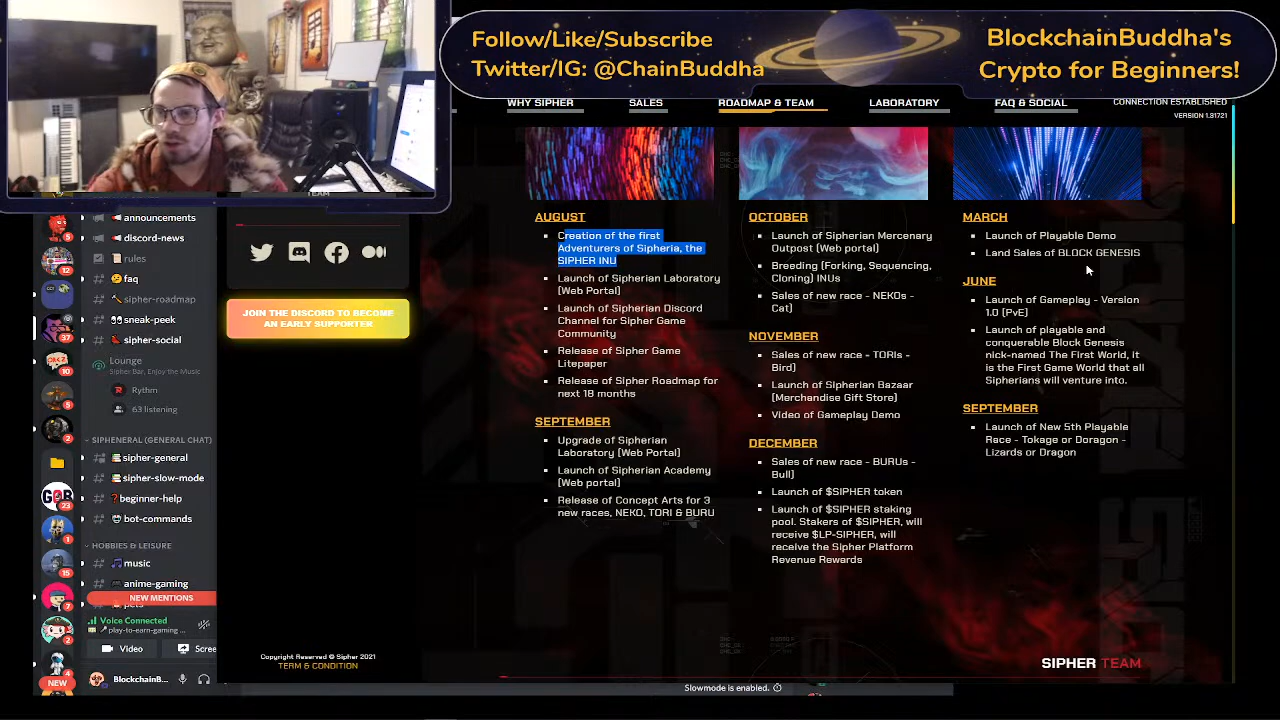 Follow/Like/Subscribe
Twitter/IG: @ChainBuddha
BlockchainBuddha's
Crypto for Beginners!
WHY SIPHER
SALES
ROADMAP & TEAM
LABORATORY
FAQ & SOCIAL
CONNECTION ESTABLISHED
VERSION 1.31721
TEAM
announcements
discord-news
rules
faq
sipher-roadmap
sneak-peek
sipher-social
Lounge
Sipher Bar, Enjoy the Music
Rythm
63 listening
SIPHENERAL (GENERAL CHAT)
sipher-general
sipher-slow-mode
beginner-help
bot-commands
HOBBIES & LEISURE
music
anime-gaming
pets
NEW MENTIONS
Voice Connected
play-to-earn-gaming ...
Video
Scree
BlockchainB...
NEW
JOIN THE DISCORD TO BECOME
AN EARLY SUPPORTER
Copyright Reserved © Sipher 2021
TERM & CONDITION
AUGUST
Creation of the first
Adventurers of Sipheria, the
SIPHER INU
Launch of Sipherian Laboratory
(Web Portal)
Launch of Sipherian Discord
Channel for Sipher Game
Community
Release of Sipher Game
Litepaper
Release of Sipher Roadmap for
next 18 months
SEPTEMBER
Upgrade of Sipherian
Laboratory (Web Portal)
Launch of Sipherian Academy
(Web portal)
Release of Concept Arts for 3
new races, NEKO, TORI & BURU
OCTOBER
Launch of Sipherian Mercenary
Outpost (Web portal)
Breeding (Forking, Sequencing,
Cloning) INUs
Sales of new race - NEKOs -
Cat)
NOVEMBER
Sales of new race - TORIs -
Bird)
Launch of Sipherian Bazaar
(Merchandise Gift Store)
Video of Gameplay Demo
DECEMBER
Sales of new race - BURUs -
Bull)
Launch of $SIPHER token
Launch of $SIPHER staking
pool. Stakers of $SIPHER, will
receive $LP-SIPHER, will
receive the Sipher Platform
Revenue Rewards
MARCH
Launch of Playable Demo
Land Sales of BLOCK GENESIS
JUNE
Launch of Gameplay - Version
1.0 (PvE)
Launch of playable and
conquerable Block Genesis
nick-named The First World, it
is the First Game World that all
Sipherians will venture into.
SEPTEMBER
Launch of New 5th Playable
Race - Tokage or Doragon -
Lizards or Dragon
SIPHER TEAM
Slowmode is enabled.